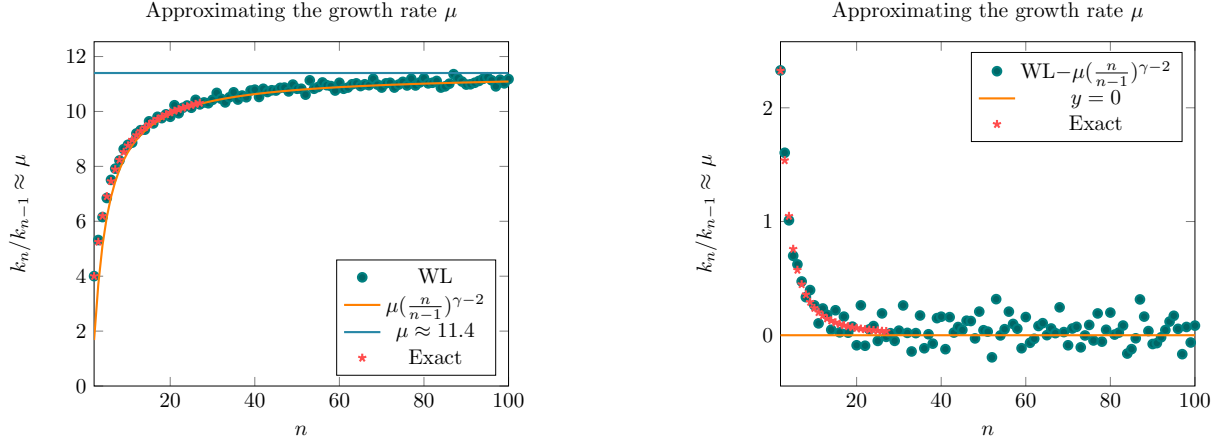 Approximating the growth rate μ
12
10
8
6
4
2
0
20
40
60
80
100
n
k_n/k_{n−1} ≈ μ
WL
μ(n/(n−1))^{γ−2}
μ ≈ 11.4
Exact
Approximating the growth rate μ
2
1
0
20
40
60
80
100
n
k_n/k_{n−1} ≈ μ
WL−μ(n/(n−1))^{γ−2}
y = 0
Exact